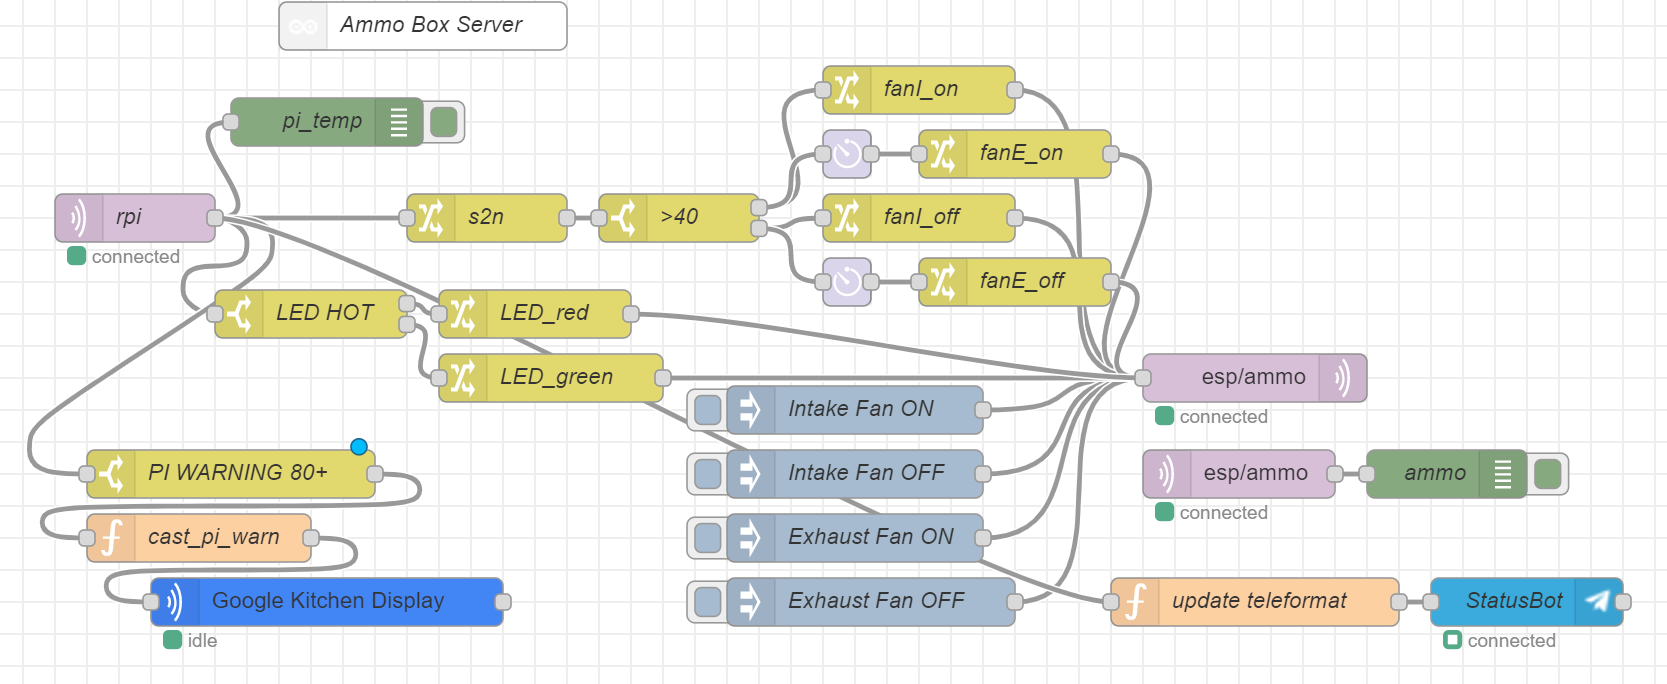 Ammo Box Server
fanI_on
pi_temp
fanE_on
rpi
s2n
>40
fanI_off
connected
fanE_off
LED HOT
LED_red
LED_green
esp/ammo
Intake Fan ON
connected
PI WARNING 80+
Intake Fan OFF
esp/ammo
ammo
connected
cast_pi_warn
Exhaust Fan ON
Google Kitchen Display
Exhaust Fan OFF
update teleformat
StatusBot
idle
connected